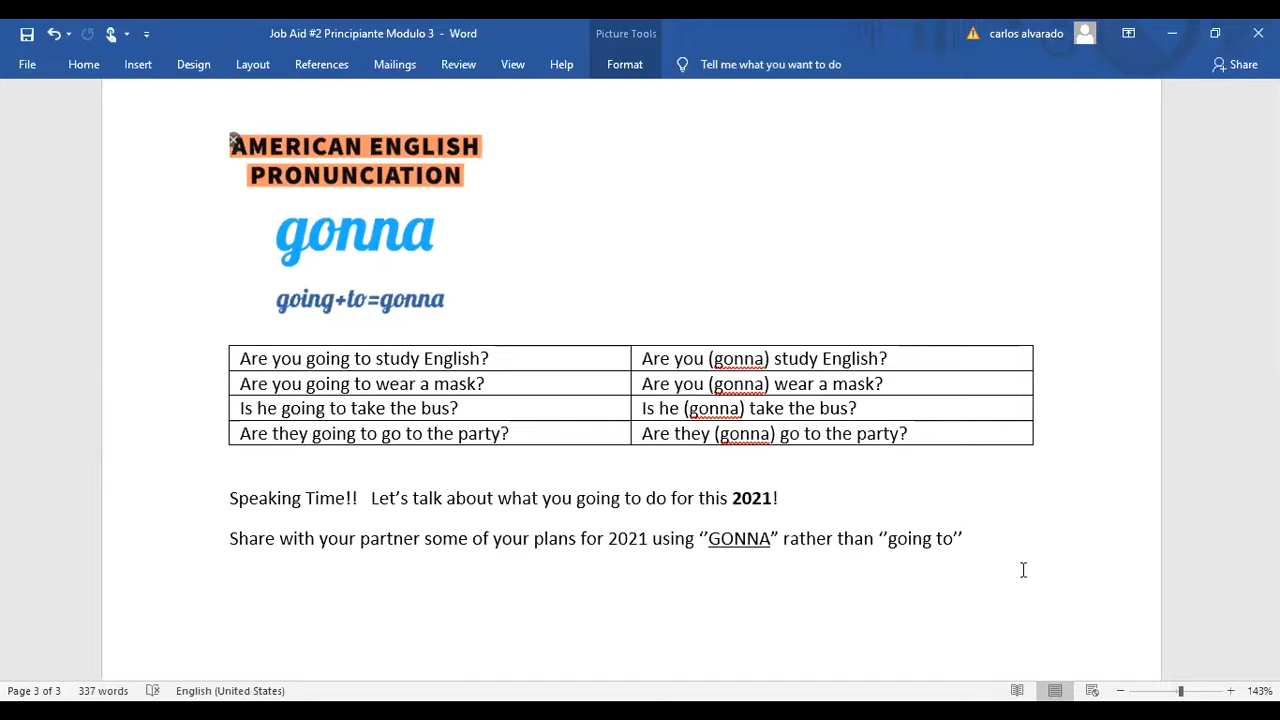 Job Aid #2 Principiante Modulo 3 - Word
Picture Tools
carlos alvarado
File Home Insert Design Layout References Mailings Review View Help Format Tell me what you want to do Share
AMERICAN ENGLISH
PRONUNCIATION
gonna
going+to=gonna
Are you going to study English? Are you (gonna) study English?
Are you going to wear a mask? Are you (gonna) wear a mask?
Is he going to take the bus? Is he (gonna) take the bus?
Are they going to go to the party? Are they (gonna) go to the party?
Speaking Time!! Let’s talk about what you going to do for this 2021!
Share with your partner some of your plans for 2021 using ‘’GONNA” rather than ‘’going to’’
Page 3 of 3 337 words English (United States) 143%